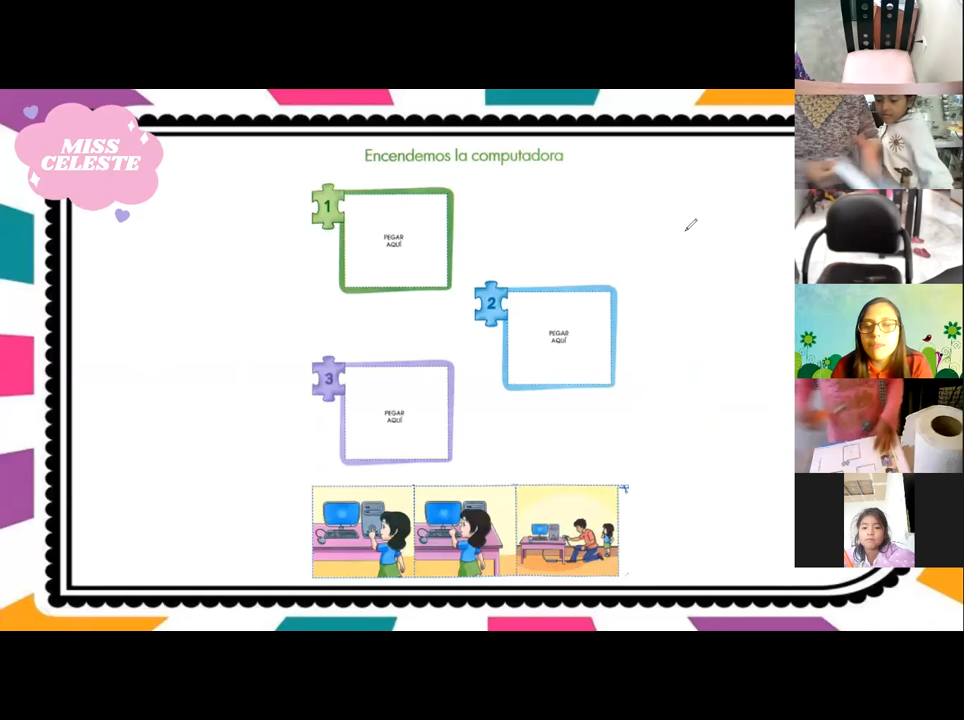 MISS
CELESTE
Encendemos la computadora
1
PEGAR
AQUÍ
2
PEGAR
AQUÍ
3
PEGAR
AQUÍ